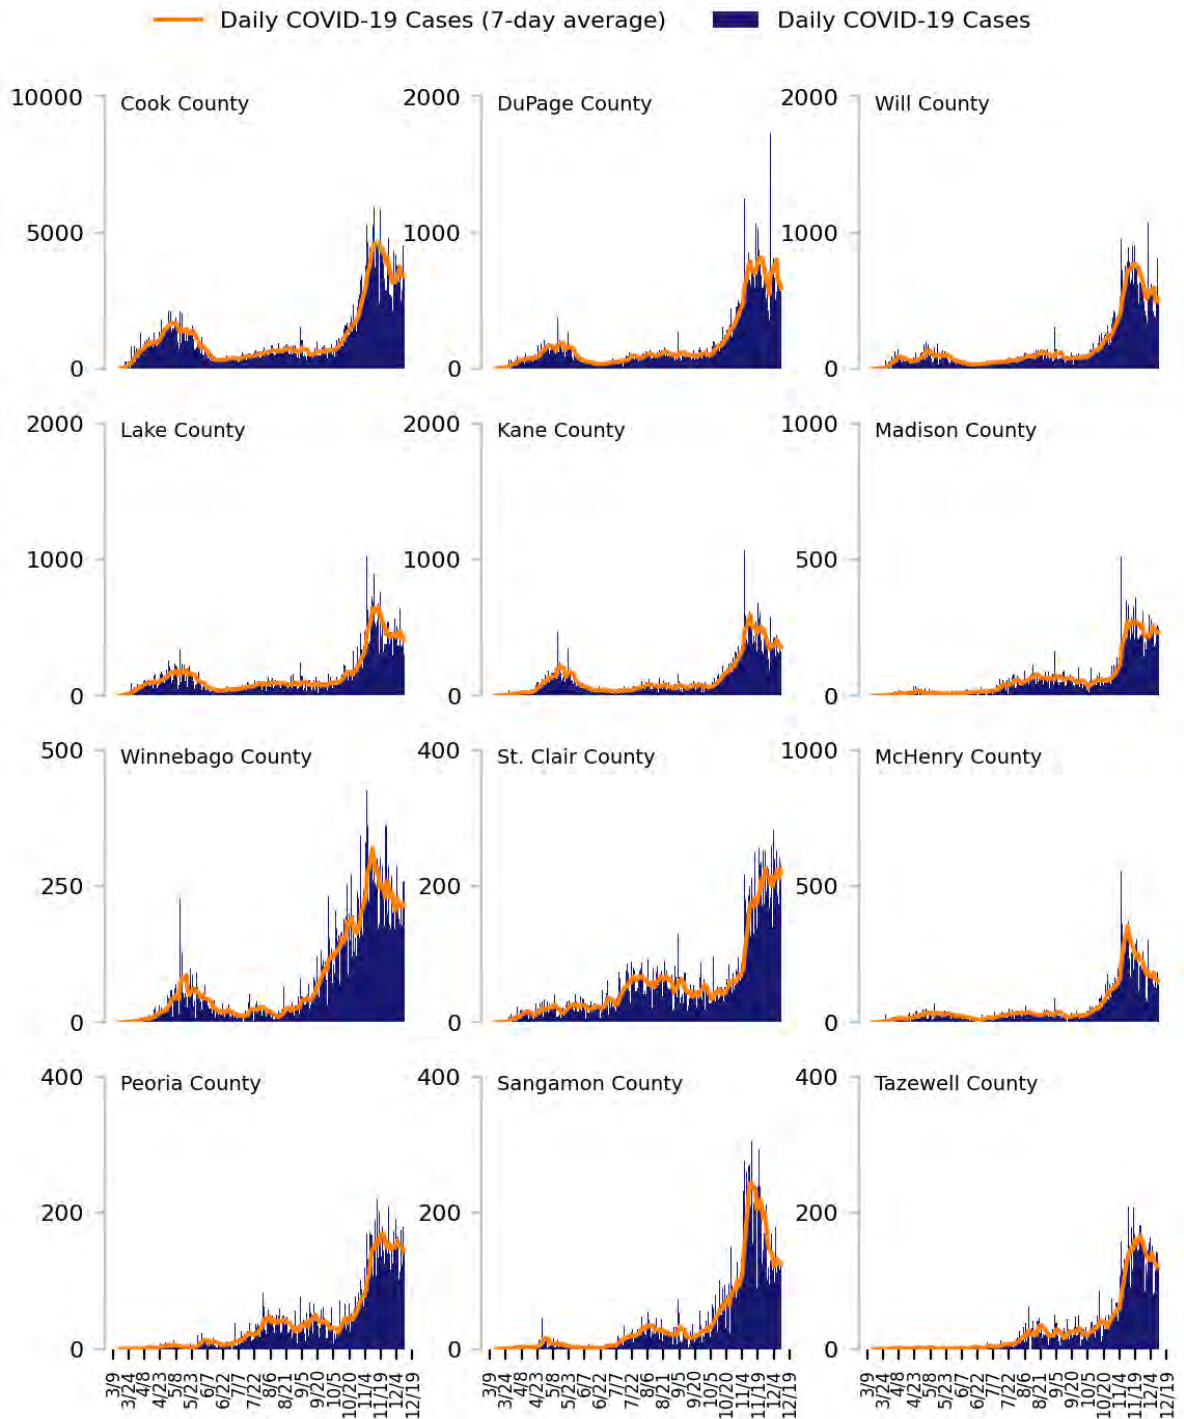 Daily COVID-19 Cases (7-day average) Daily COVID-19 Cases
10000 Cook County 2000 DuPage County 2000 Will County
5000 1000 1000
0 0 0
2000 Lake County 2000 Kane County 1000 Madison County
1000 1000 500
0 0 0
500 Winnebago County 400 St. Clair County 1000 McHenry County
250 200 500
0 0 0
400 Peoria County 400 Sangamon County 400 Tazewell County
200 200 200
0 0 0
3/9 3/24 4/8 4/23 5/8 5/23 6/7 6/22 7/7 7/22 8/6 8/21 9/5 9/20 10/5 10/20 11/4 11/19 12/4 12/19 3/9 3/24 4/8 4/23 5/8 5/23 6/7 6/22 7/7 7/22 8/6 8/21 9/5 9/20 10/5 10/20 11/4 11/19 12/4 12/19 3/9 3/24 4/8 4/23 5/8 5/23 6/7 6/22 7/7 7/22 8/6 8/21 9/5 9/20 10/5 10/20 11/4 11/19 12/4 12/19